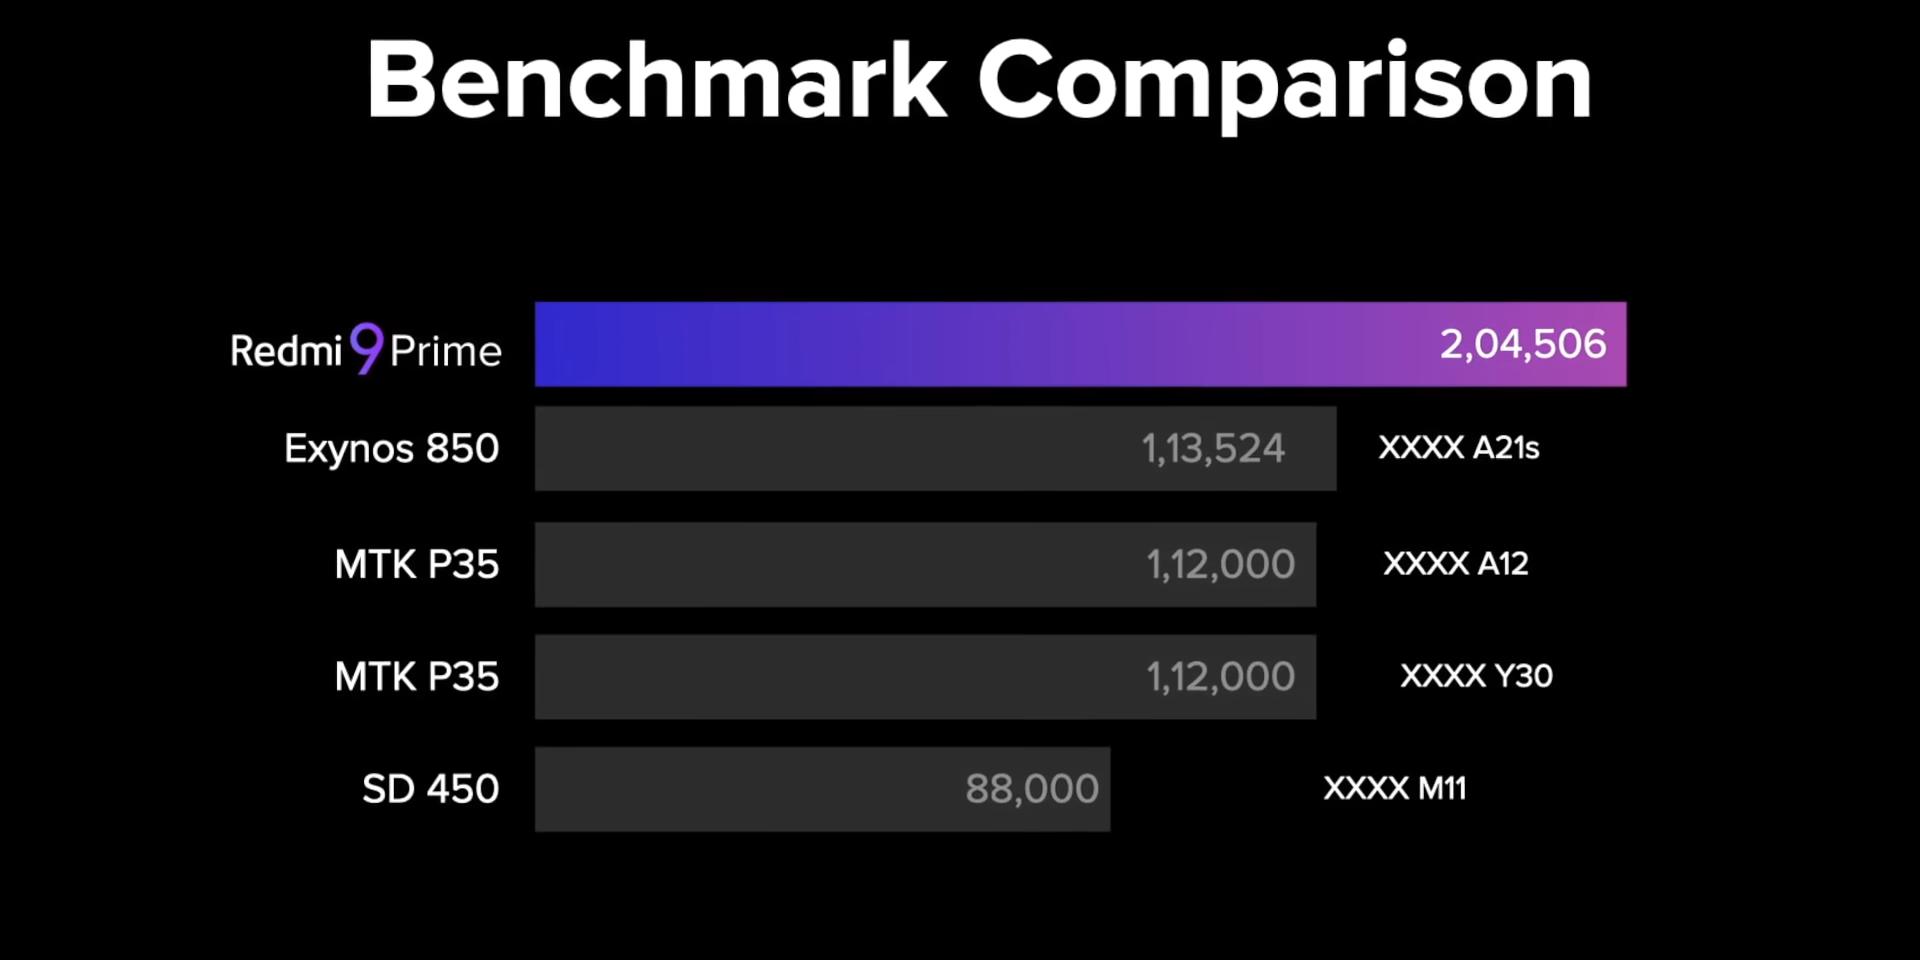 Benchmark Comparison
Redmi 9 Prime 2,04,506
Exynos 850 1,13,524 XXXX A21s
MTK P35 1,12,000 XXXX A12
MTK P35 1,12,000 XXXX Y30
SD 450 88,000 XXXX M11